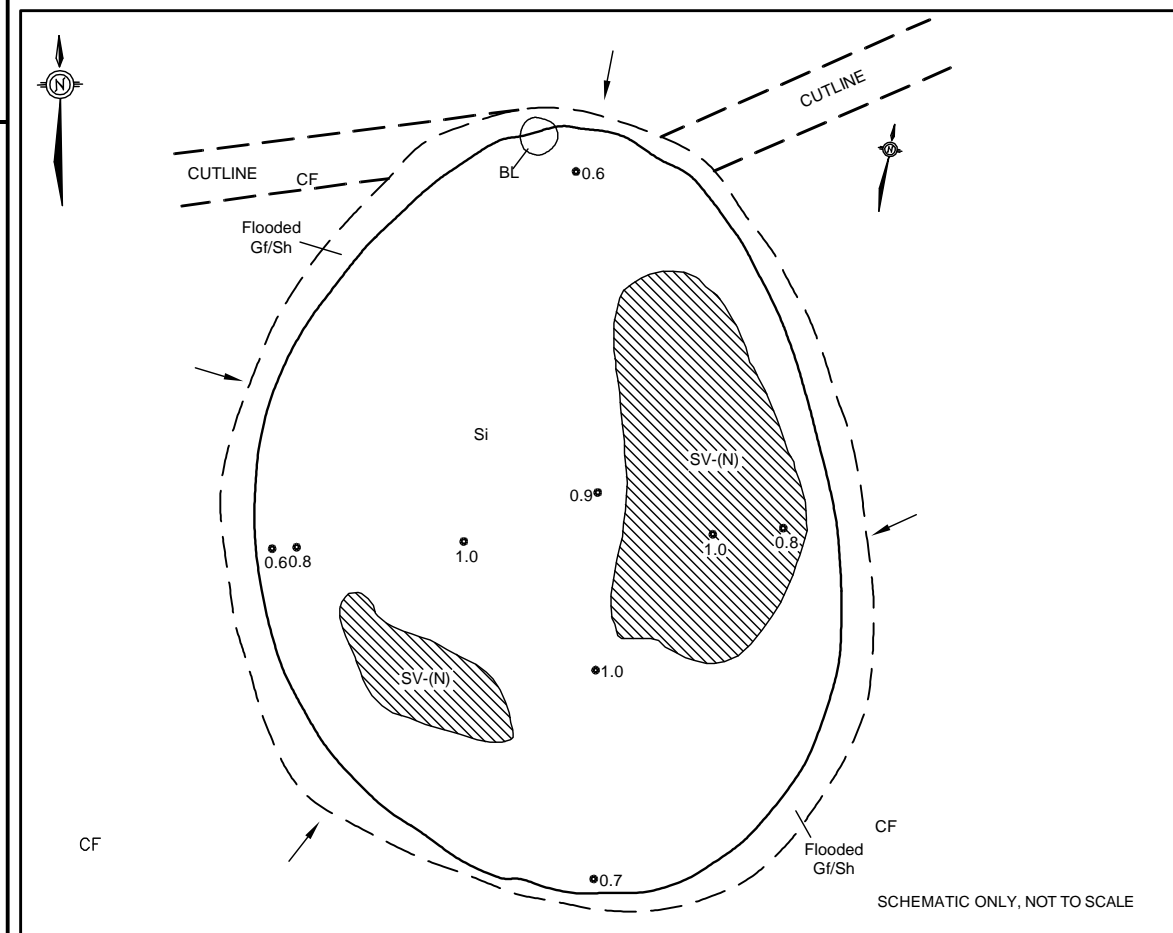 N
CUTLINE
N
CUTLINE
CF
BL
0.6
Flooded
Gf/Sh
Si
SV-(N)
0.9
0.6
0.8
1.0
1.0
0.8
SV-(N)
1.0
CF
CF
Flooded
Gf/Sh
0.7
SCHEMATIC ONLY, NOT TO SCALE